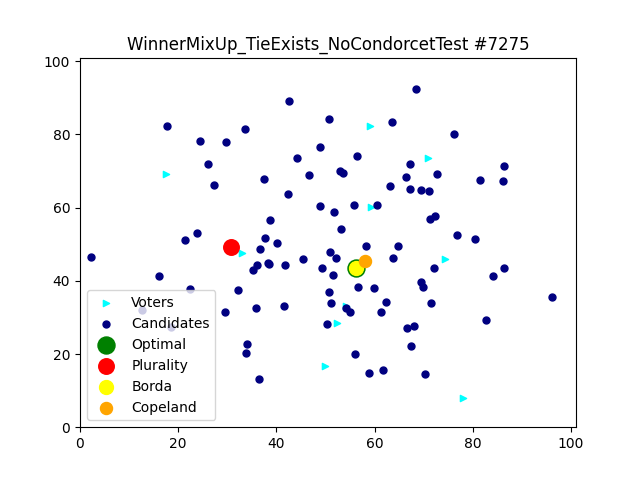 WinnerMixUp_TieExists_NoCondorcetTest #7275
100
80
60
40
20
0
0 20 40 60 80 100
Voters
Candidates
Optimal
Plurality
Borda
Copeland